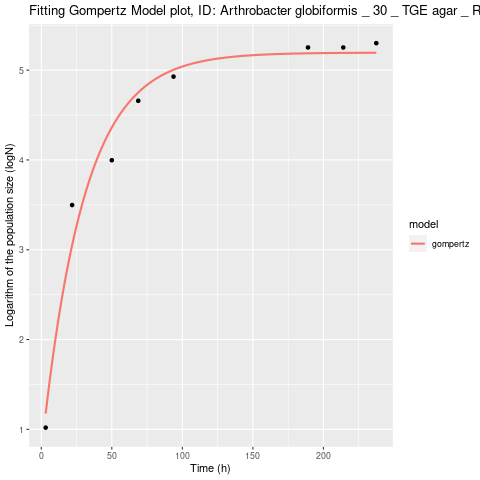 Fitting Gompertz Model plot, ID: Arthrobacter globiformis _ 30 _ TGE agar _ R
5
4
3
2
1
Logarithm of the population size (logN)
0
50
100
150
200
Time (h)
model
gompertz